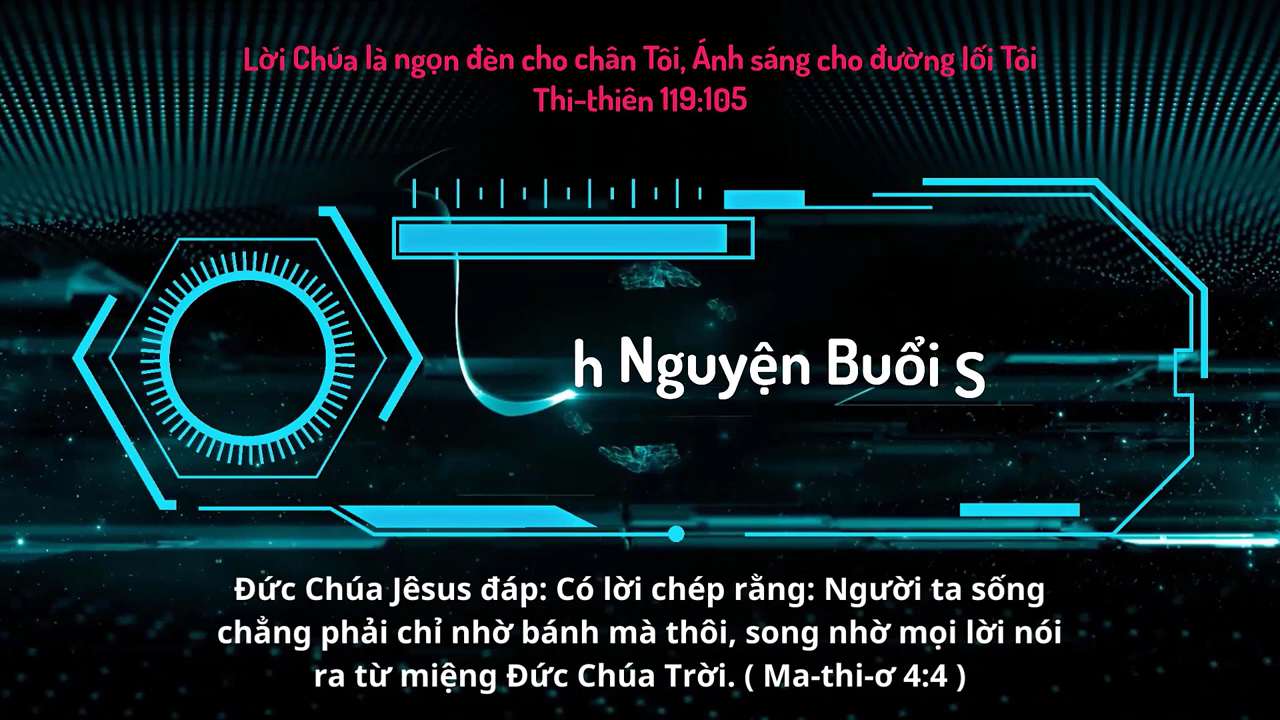 Lời Chúa là ngọn đèn cho chân Tôi, Ánh sáng cho đường lối Tôi
Thi-thiên 119:105
h Nguyện Buổi S
Đức Chúa Jêsus đáp: Có lời chép rằng: Người ta sống
chẳng phải chỉ nhờ bánh mà thôi, song nhờ mọi lời nói
ra từ miệng Đức Chúa Trời. ( Ma-thi-ơ 4:4 )